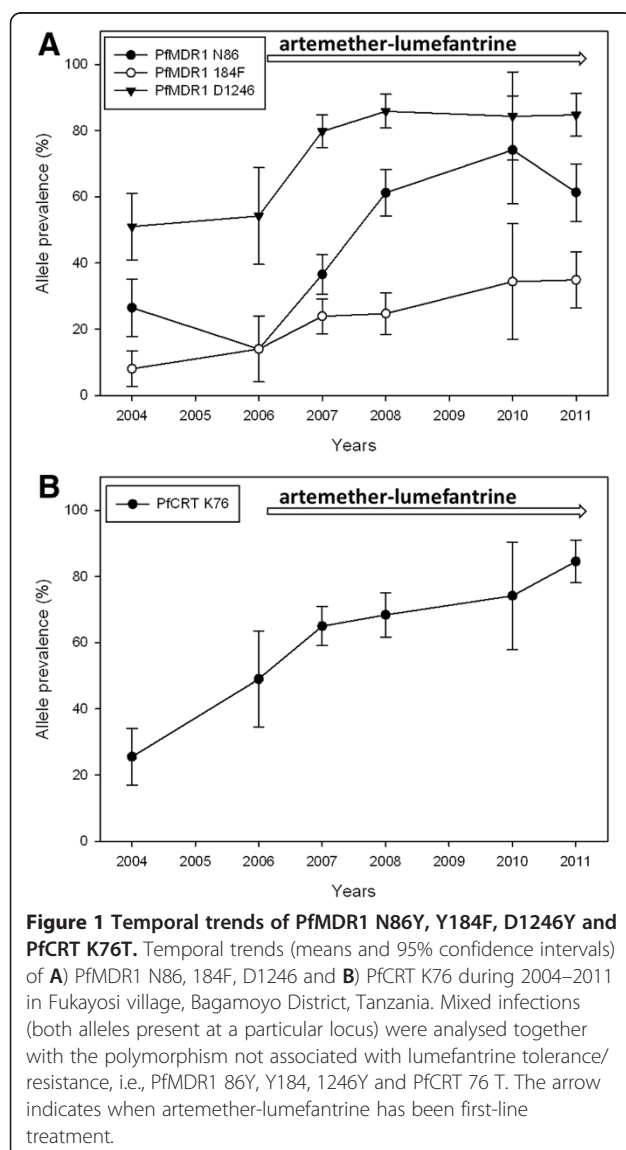 A
artemether-lumefantrine
PfMDR1 N86
PfMDR1 184F
PfMDR1 D1246
100
80
60
40
20
0
Allele prevalence (%)
2004 2005 2006 2007 2008 2009 2010 2011
Years
B
artemether-lumefantrine
PfCRT K76
100
80
60
40
20
0
Allele prevalence (%)
2004 2005 2006 2007 2008 2009 2010 2011
Years
Figure 1 Temporal trends of PfMDR1 N86Y, Y184F, D1246Y and
PfCRT K76T. Temporal trends (means and 95% confidence intervals)
of A) PfMDR1 N86, 184F, D1246 and B) PfCRT K76 during 2004–2011
in Fukayosi village, Bagamoyo District, Tanzania. Mixed infections
(both alleles present at a particular locus) were analysed together
with the polymorphism not associated with lumefantrine tolerance/
resistance, i.e., PfMDR1 86Y, Y184, 1246Y and PfCRT 76 T. The arrow
indicates when artemether-lumefantrine has been first-line
treatment.